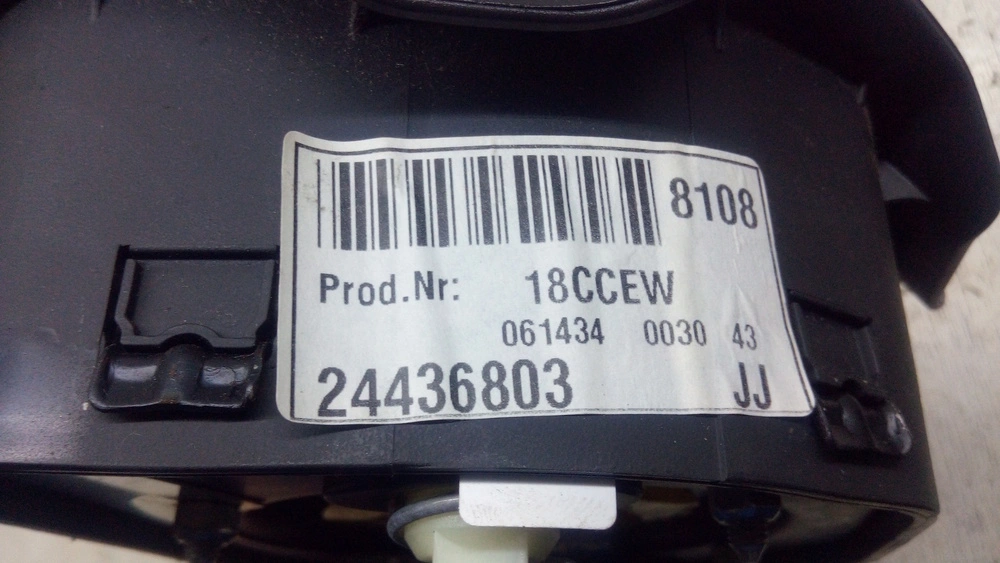 8108
Prod.Nr: 18CCEW
061434 0030 43
24436803 JJ